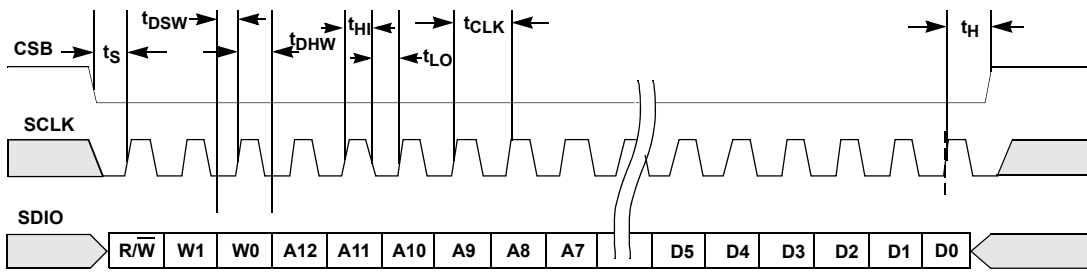 tDSW tHI tCLK tH
CSB tS tDHW tLO
SCLK
SDIO
R/W̅ W1 W0 A12 A11 A10 A9 A8 A7 D5 D4 D3 D2 D1 D0